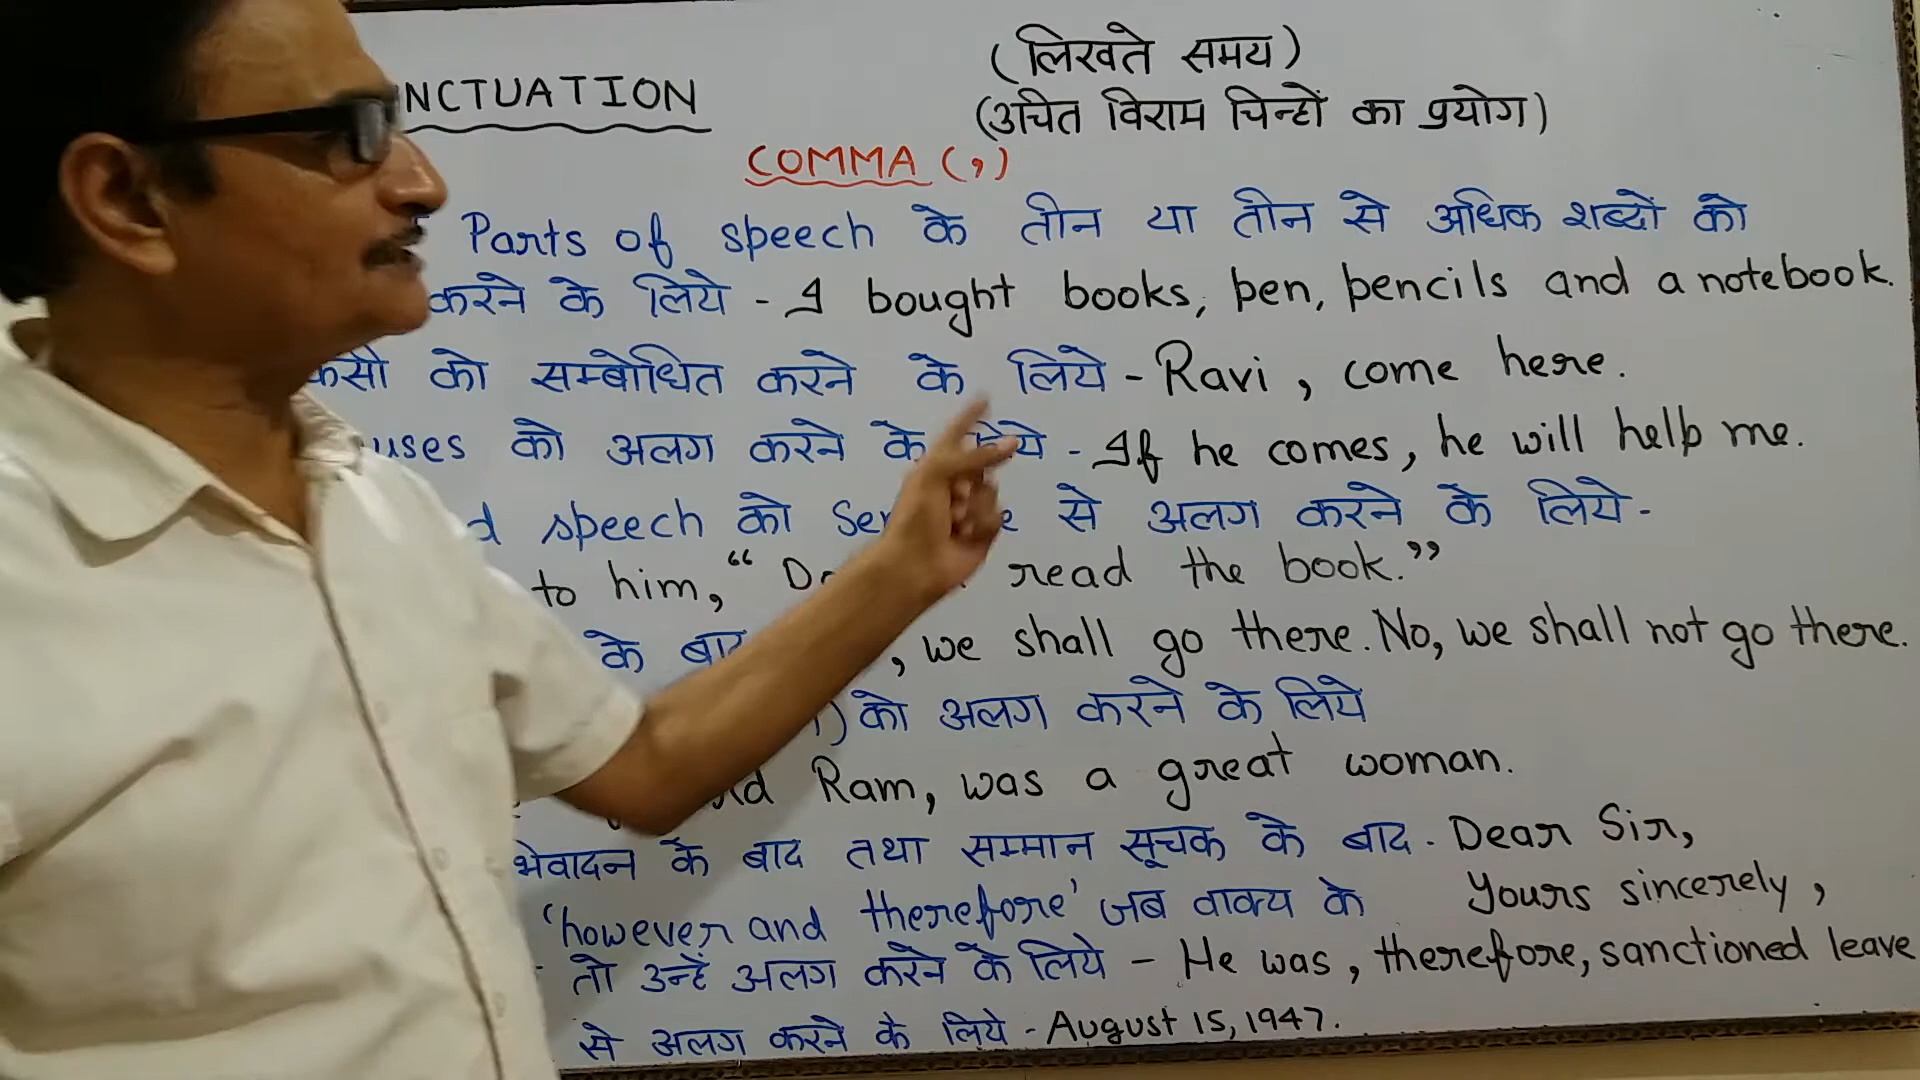 (लिखते समय)
NCTUATION (उचित विराम चिन्हों का प्रयोग)
COMMA (,)
Parts of speech के तीन या तीन से अधिक शब्दों को
करने के लिये - I bought books, pen, pencils and a notebook.
को सम्बोधित करने के लिये - Ravi, come here.
uses को अलग करने के - If he comes, he will help me.
d speech को से अलग करने के लिये -
to him, " read the book."
के बाद , we shall go there. No, we shall not go there.
) को अलग करने के लिये
Ram, was a great woman.
भिवादन के बाद तथा सम्मान सूचक के बाद - Dear Sir,
Yours sincerely,
'however and therefore' जब वाक्य के
तो उन्हें अलग करने के लिये - He was, therefore, sanctioned leave
से अलग करने के लिये - August 15, 1947.